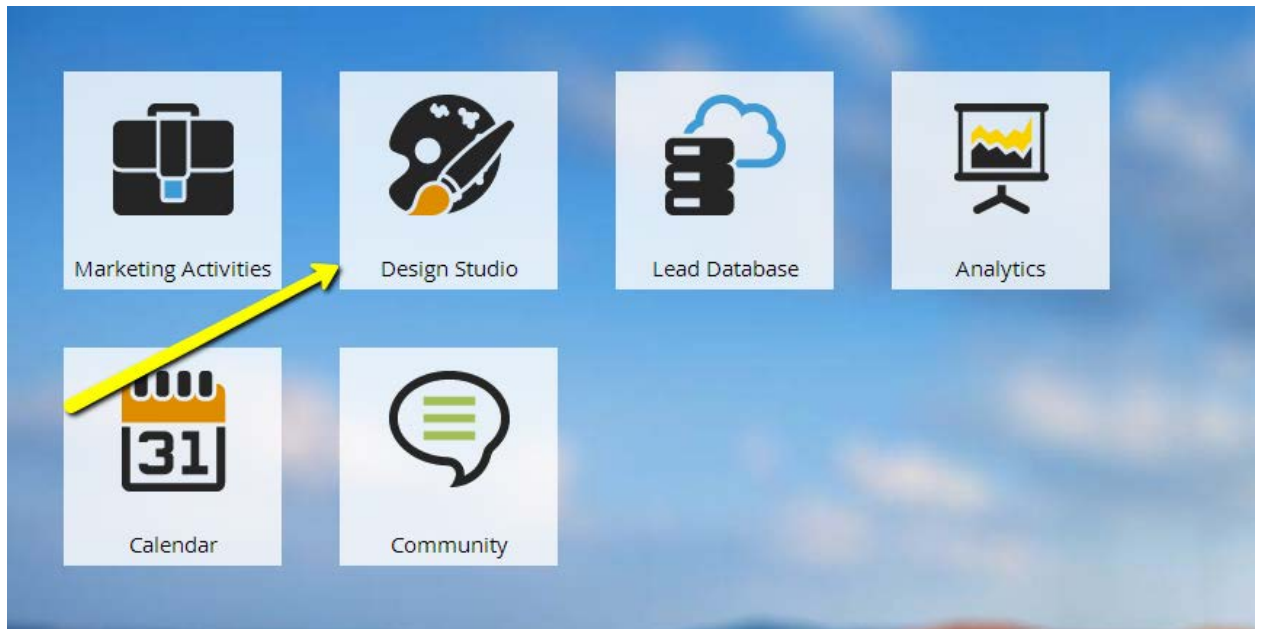 Marketing Activities
Design Studio
Lead Database
Analytics
31
Calendar
Community